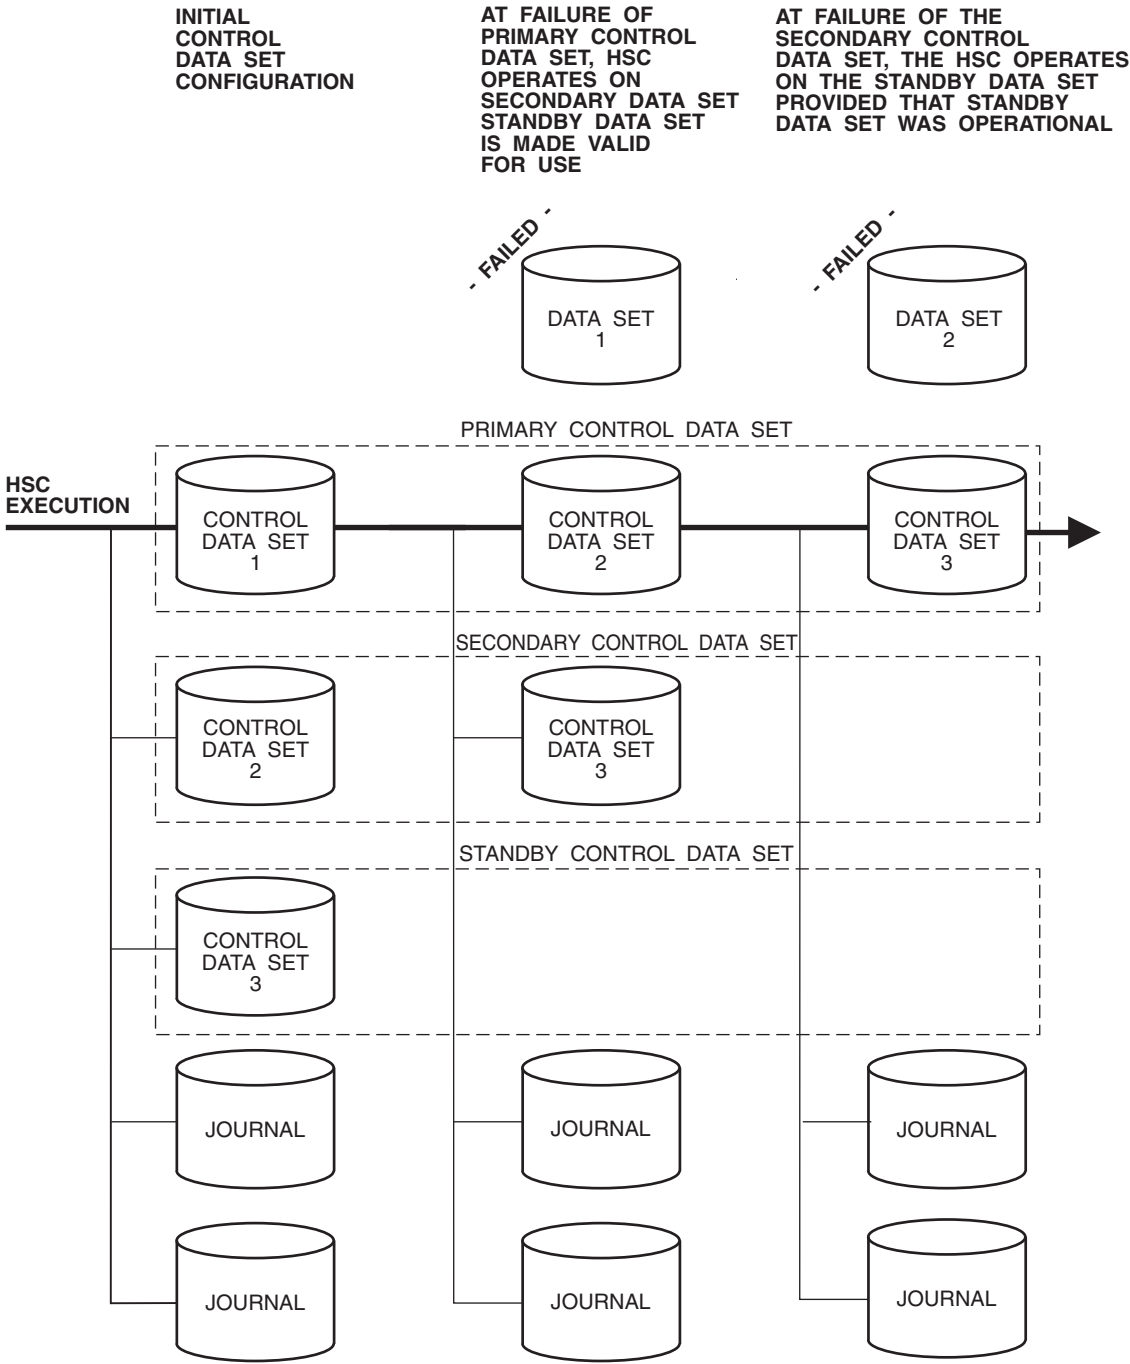 INITIAL
CONTROL
DATA SET
CONFIGURATION
AT FAILURE OF
PRIMARY CONTROL
DATA SET, HSC
OPERATES ON
SECONDARY DATA SET
STANDBY DATA SET
IS MADE VALID
FOR USE
AT FAILURE OF THE
SECONDARY CONTROL
DATA SET, THE HSC OPERATES
ON THE STANDBY DATA SET
PROVIDED THAT STANDBY
DATA SET WAS OPERATIONAL
- FAILED -
DATA SET
1
- FAILED -
DATA SET
2
PRIMARY CONTROL DATA SET
HSC
EXECUTION
CONTROL
DATA SET
1
CONTROL
DATA SET
2
CONTROL
DATA SET
3
SECONDARY CONTROL DATA SET
CONTROL
DATA SET
2
CONTROL
DATA SET
3
STANDBY CONTROL DATA SET
CONTROL
DATA SET
3
JOURNAL
JOURNAL
JOURNAL
JOURNAL
JOURNAL
JOURNAL